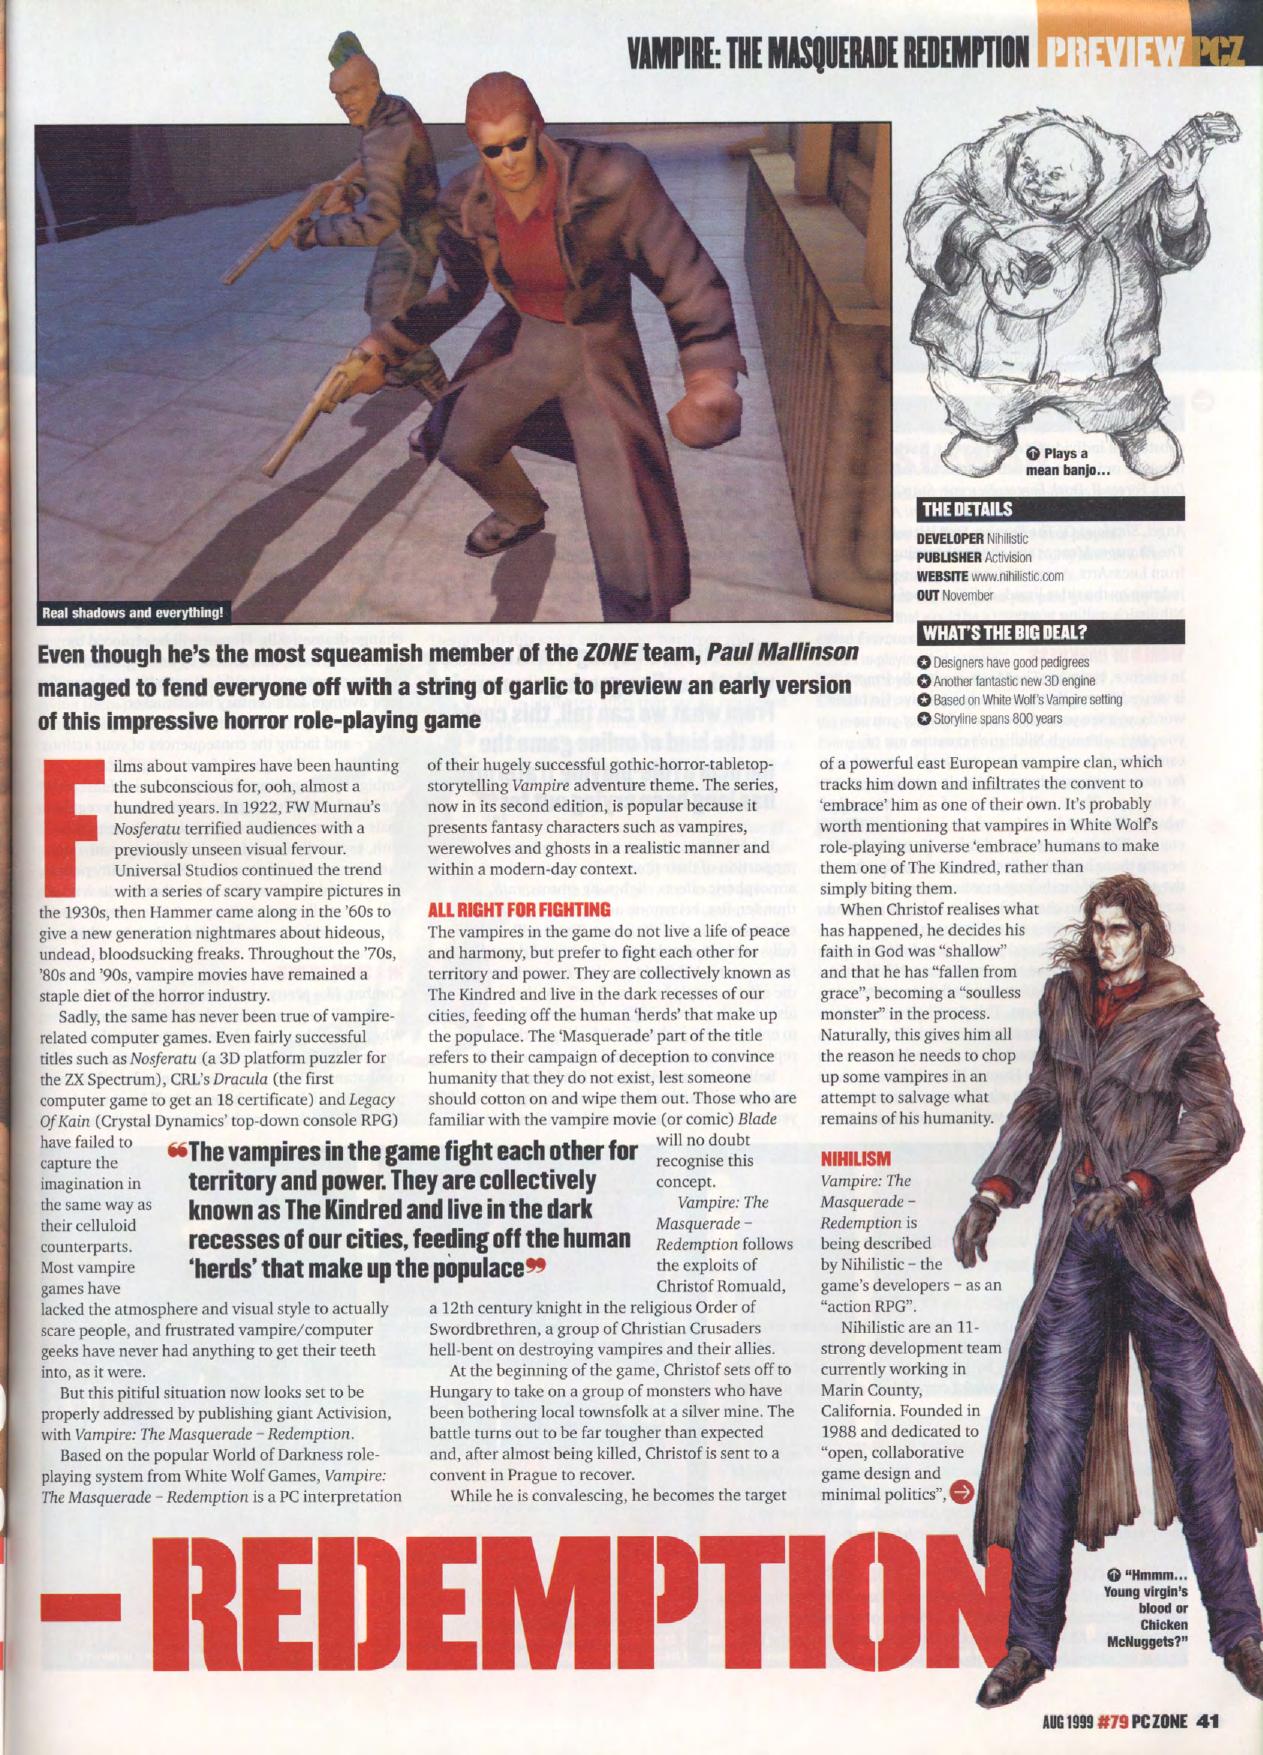 VAMPIRE: THE MASQUERADE REDEMPTION PREVIEW PCZ
Real shadows and everything!
Plays a
mean banjo...
THE DETAILS
DEVELOPER Nihilistic
PUBLISHER Activision
WEBSITE www.nihilistic.com
OUT November
WHAT'S THE BIG DEAL?
Designers have good pedigrees
Another fantastic new 3D engine
Based on White Wolf's Vampire setting
Storyline spans 800 years
Even though he's the most squeamish member of the ZONE team, Paul Mallinson
managed to fend everyone off with a string of garlic to preview an early version
of this impressive horror role-playing game
Films about vampires have been haunting
the subconscious for, ooh, almost a
hundred years. In 1922, FW Murnau's
Nosferatu terrified audiences with a
previously unseen visual fervour.
Universal Studios continued the trend
with a series of scary vampire pictures in
the 1930s, then Hammer came along in the '60s to
give a new generation nightmares about hideous,
undead, bloodsucking freaks. Throughout the '70s,
'80s and '90s, vampire movies have remained a
staple diet of the horror industry.
Sadly, the same has never been true of vampire-
related computer games. Even fairly successful
titles such as Nosferatu (a 3D platform puzzler for
the ZX Spectrum), CRL's Dracula (the first
computer game to get an 18 certificate) and Legacy
Of Kain (Crystal Dynamics' top-down console RPG)
have failed to
capture the
imagination in
the same way as
their celluloid
counterparts.
Most vampire
games have
lacked the atmosphere and visual style to actually
scare people, and frustrated vampire/computer
geeks have never had anything to get their teeth
into, as it were.
But this pitiful situation now looks set to be
properly addressed by publishing giant Activision,
with Vampire: The Masquerade – Redemption.
Based on the popular World of Darkness role-
playing system from White Wolf Games, Vampire:
The Masquerade – Redemption is a PC interpretation
“The vampires in the game fight each other for
territory and power. They are collectively
known as The Kindred and live in the dark
recesses of our cities, feeding off the human
‘herds’ that make up the populace”
of their hugely successful gothic-horror-tabletop-
storytelling Vampire adventure theme. The series,
now in its second edition, is popular because it
presents fantasy characters such as vampires,
werewolves and ghosts in a realistic manner and
within a modern-day context.
ALL RIGHT FOR FIGHTING
The vampires in the game do not live a life of peace
and harmony, but prefer to fight each other for
territory and power. They are collectively known as
The Kindred and live in the dark recesses of our
cities, feeding off the human 'herds' that make up
the populace. The 'Masquerade' part of the title
refers to their campaign of deception to convince
humanity that they do not exist, lest someone
should cotton on and wipe them out. Those who are
familiar with the vampire movie (or comic) Blade
will no doubt
recognise this
concept.
Vampire: The
Masquerade –
Redemption follows
the exploits of
Christof Romuald,
a 12th century knight in the religious Order of
Swordbrethren, a group of Christian Crusaders
hell-bent on destroying vampires and their allies.
At the beginning of the game, Christof sets off to
Hungary to take on a group of monsters who have
been bothering local townsfolk at a silver mine. The
battle turns out to be far tougher than expected
and, after almost being killed, Christof is sent to a
convent in Prague to recover.
While he is convalescing, he becomes the target
of a powerful east European vampire clan, which
tracks him down and infiltrates the convent to
'embrace' him as one of their own. It's probably
worth mentioning that vampires in White Wolf's
role-playing universe 'embrace' humans to make
them one of The Kindred, rather than
simply biting them.
When Christof realises what
has happened, he decides his
faith in God was "shallow"
and that he has "fallen from
grace", becoming a "soulless
monster" in the process.
Naturally, this gives him all
the reason he needs to chop
up some vampires in an
attempt to salvage what
remains of his humanity.
NIHILISM
Vampire: The
Masquerade –
Redemption is
being described
by Nihilistic – the
game's developers – as an
"action RPG".
Nihilistic are an 11-
strong development team
currently working in
Marin County,
California. Founded in
1988 and dedicated to
"open, collaborative
game design and
minimal politics",
– REDEMPTION
"Hmmm...
Young virgin's
blood or
Chicken
McNuggets?"
AUG 1999 #79 PC ZONE 41